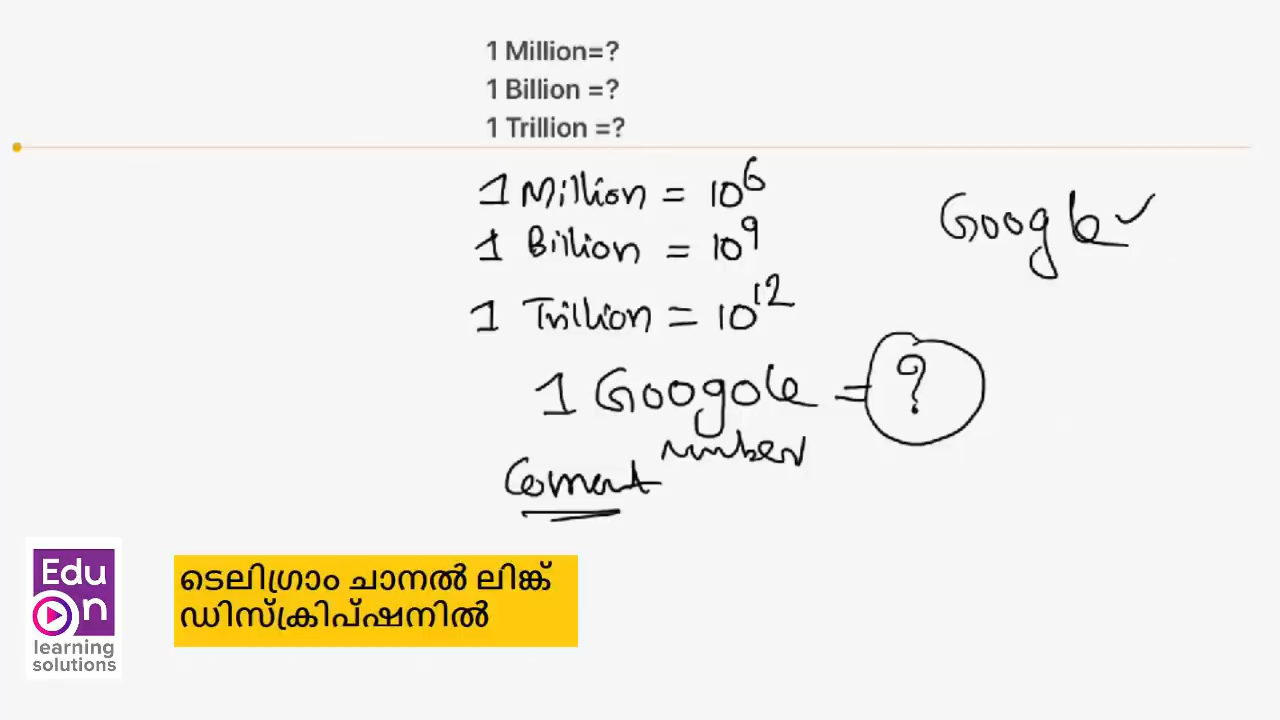 1 Million=?
1 Billion =?
1 Trillion =?
1 Million = 10^6
1 Billion = 10^9
1 Trillion = 10^12
Google ✓
1 Googole = ?
number
Coment
Edu
On
learning
solutions
ടെലിഗ്രാം ചാനൽ ലിങ്ക്
ഡിസ്ക്രിപ്ഷനിൽ